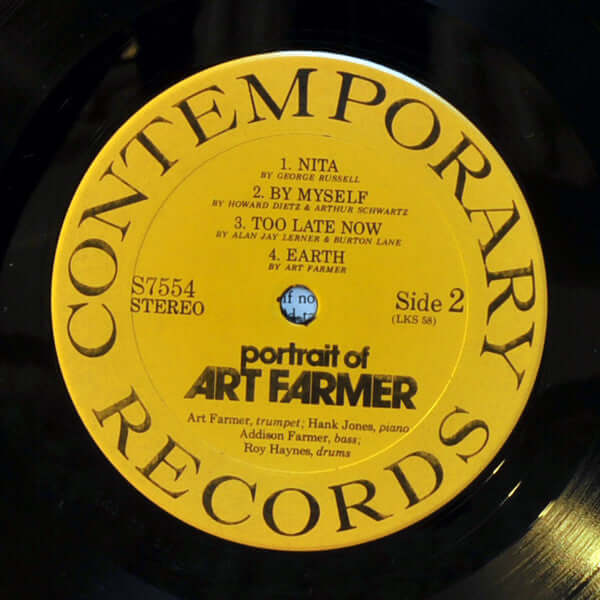 CONTEMPORARY
1. NITA
BY GEORGE RUSSELL
2. BY MYSELF
BY HOWARD DIETZ & ARTHUR SCHWARTZ
3. TOO LATE NOW
BY ALAN JAY LERNER & BURTON LANE
4. EARTH
BY ART FARMER
S7554
STEREO
if no
Side 2
(LKS 58)
portrait of
ART FARMER
Art Farmer, trumpet; Hank Jones, piano
Addison Farmer, bass;
Roy Haynes, drums
RECORDS